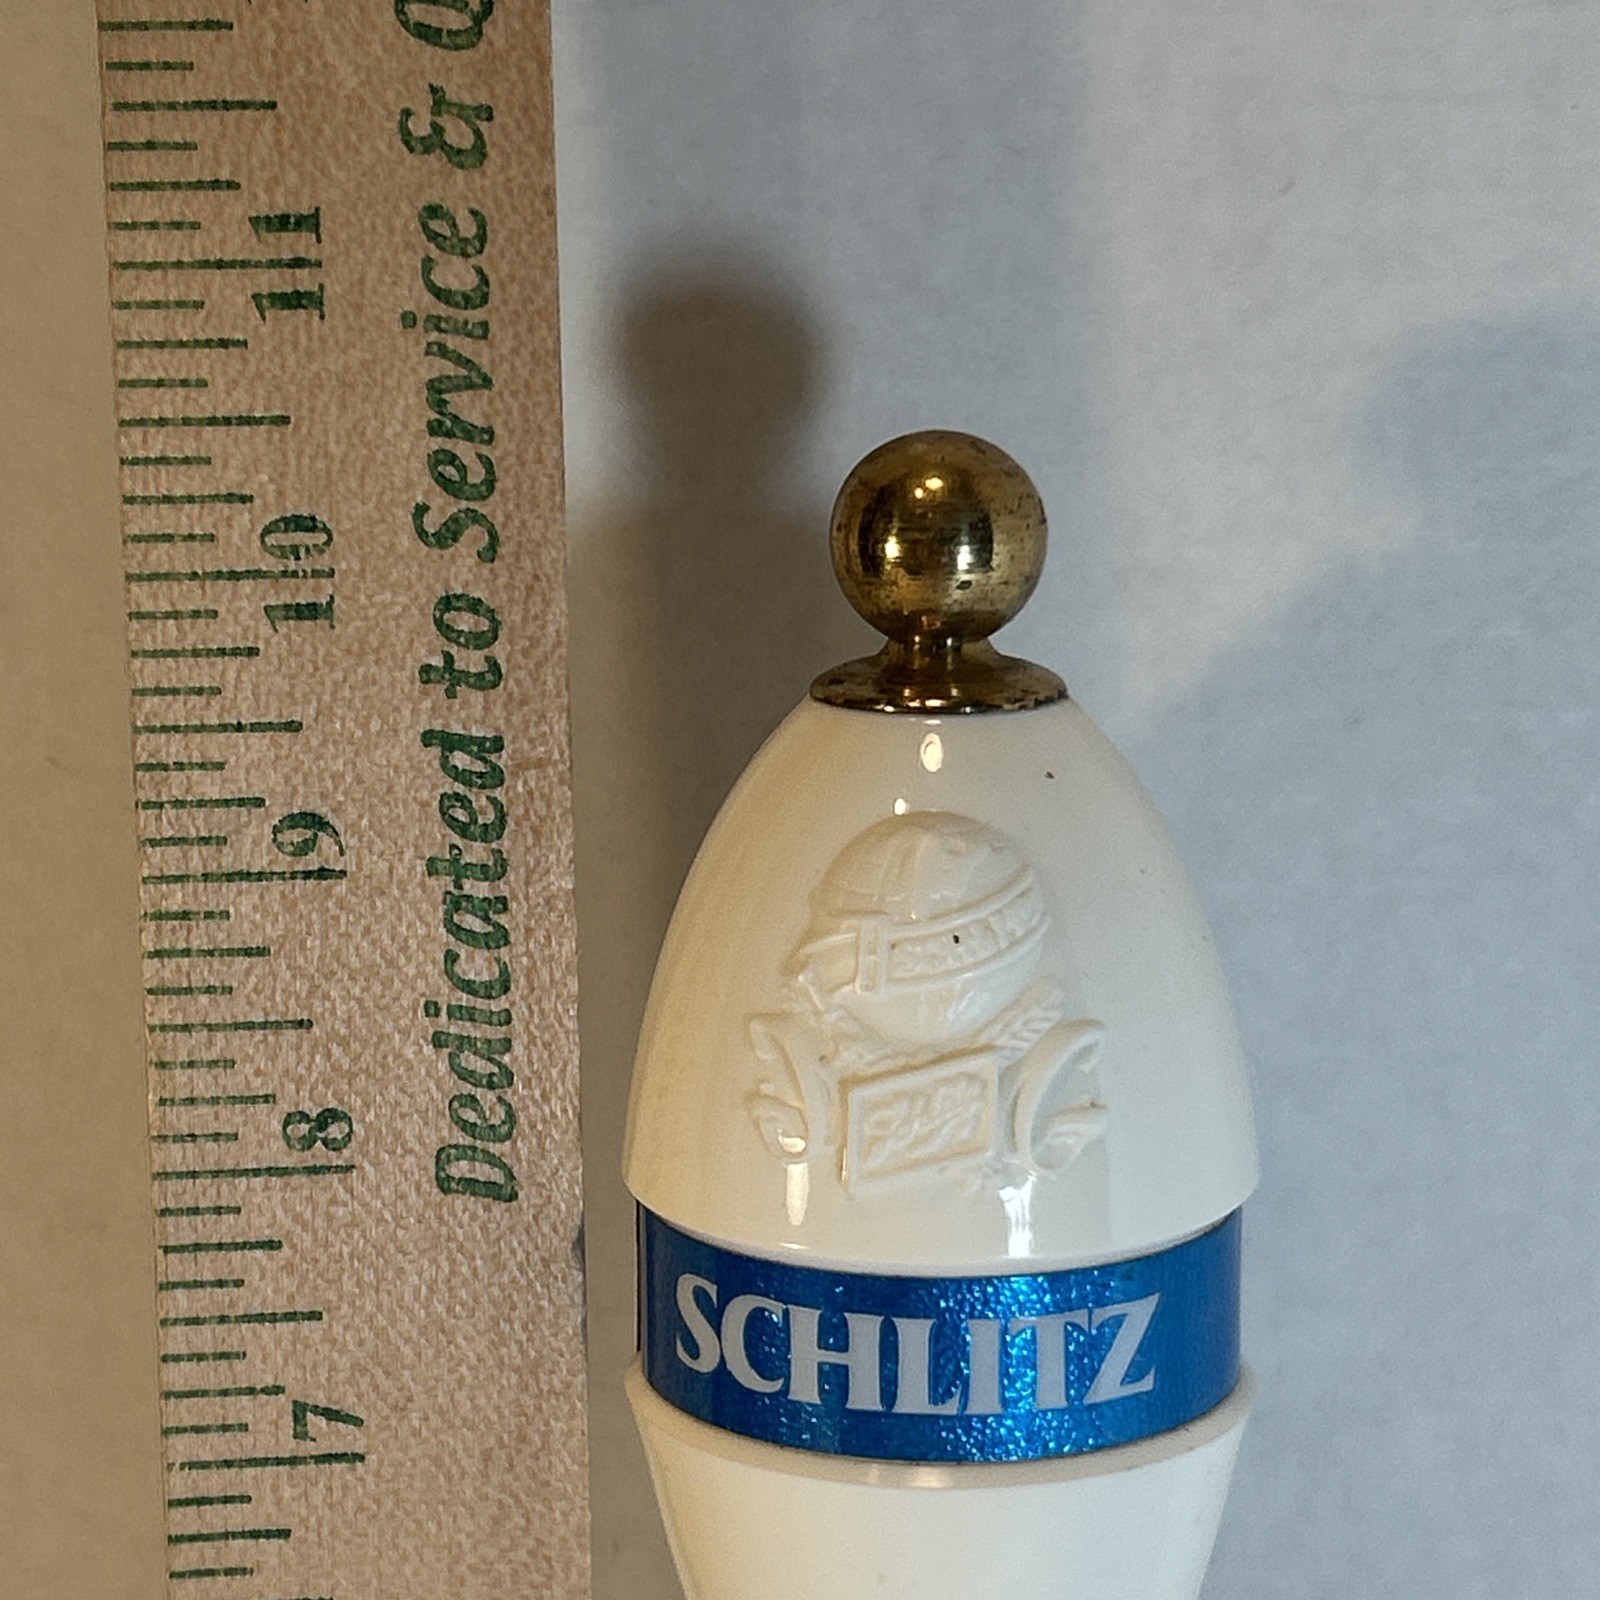 11
10
9
8
7
Dedicated to Service & Q
SCHLITZ